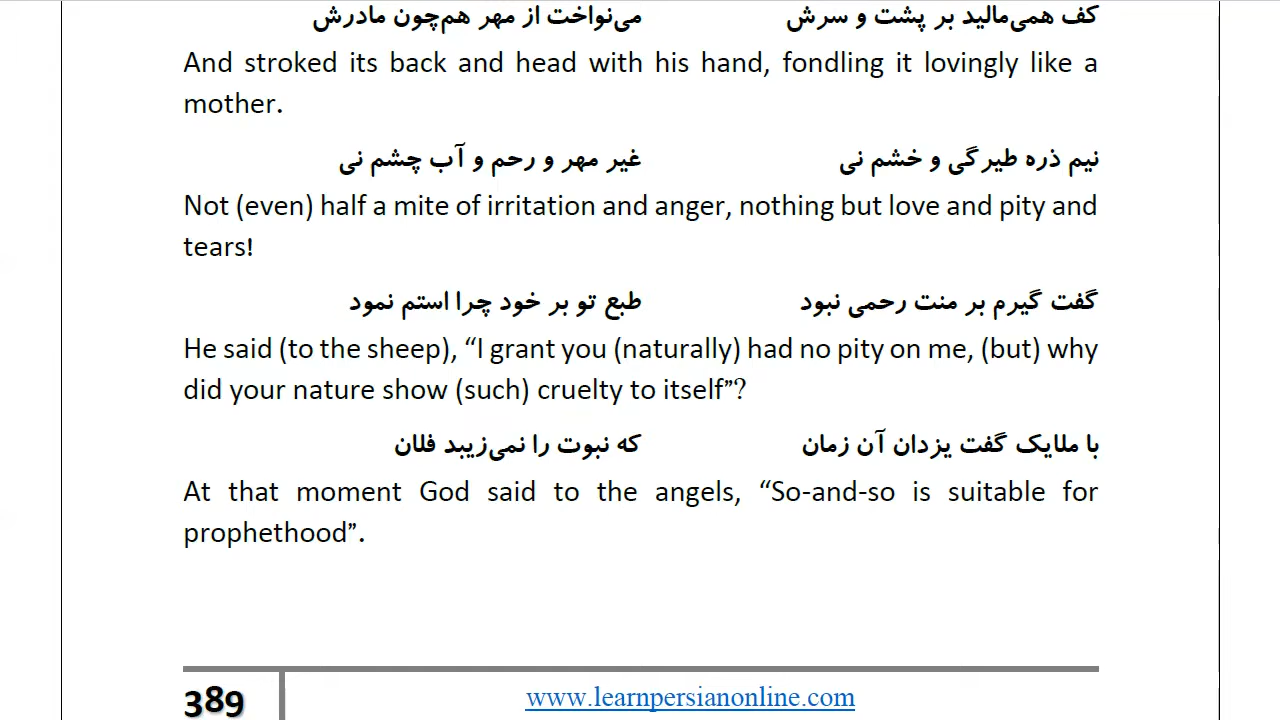 کف همی‌مالید بر پشت و سرش می‌نواخت از مهر هم‌چون مادرش
And stroked its back and head with his hand, fondling it lovingly like a
mother.
نیم ذره طیرگی و خشم نی غیر مهر و رحم و آب چشم نی
Not (even) half a mite of irritation and anger, nothing but love and pity and
tears!
گفت گیرم بر منت رحمی نبود طبع تو بر خود چرا استم نمود
He said (to the sheep), “I grant you (naturally) had no pity on me, (but) why
did your nature show (such) cruelty to itself”?
با ملایک گفت یزدان آن زمان که نبوت را نمی‌زیبد فلان
At that moment God said to the angels, “So-and-so is suitable for
prophethood”.
389 www.learnpersianonline.com